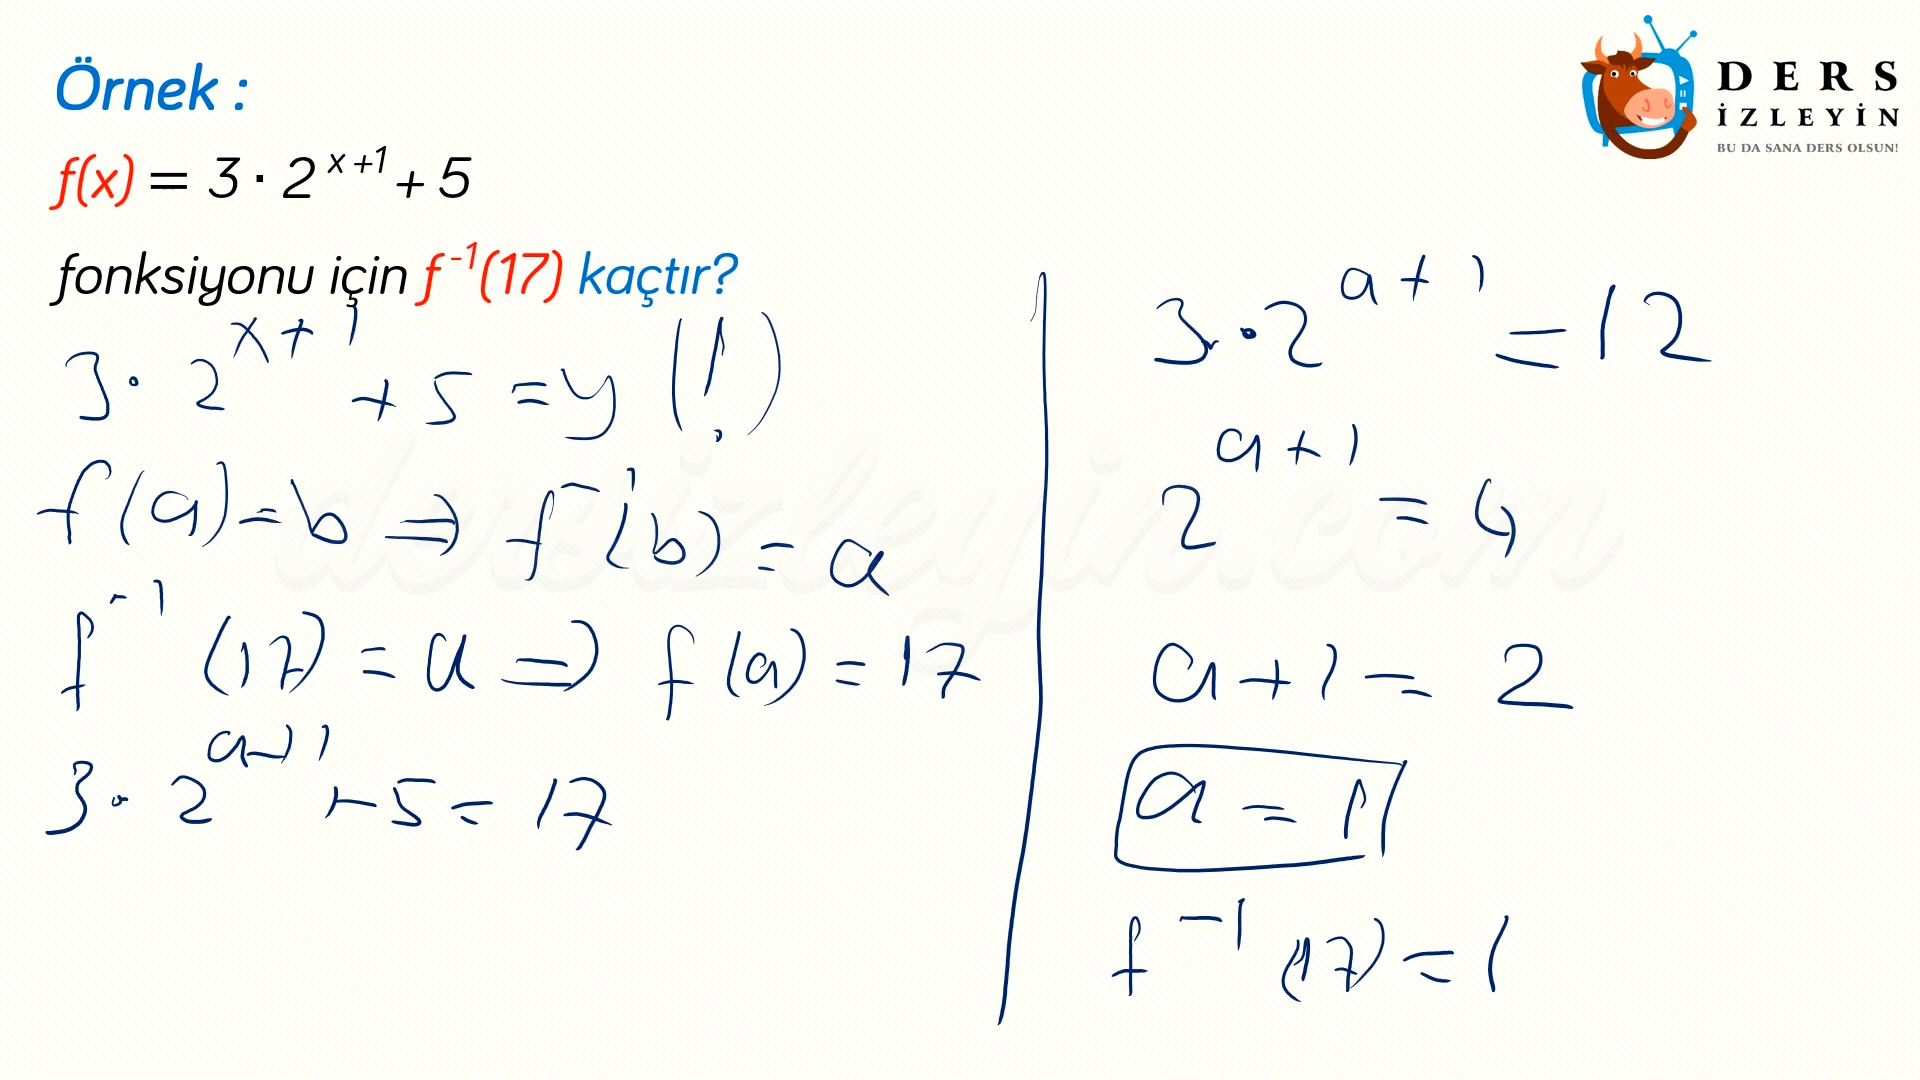 Örnek :
f(x) = 3 · 2^(x+1) + 5
fonksiyonu için f^-1(17) kaçtır?
3 · 2^(x+1) + 5 = y (!)
f(a) = b ⇒ f^-1(b) = a
f^-1(17) = a ⇒ f(a) = 17
3 · 2^(a+1) + 5 = 17
3 · 2^(a+1) = 12
2^(a+1) = 4
a + 1 = 2
a = 1
f^-1(17) = 1
DERS
İZLEYİN
BU DA SANA DERS OLSUN!
dersizleyin.com